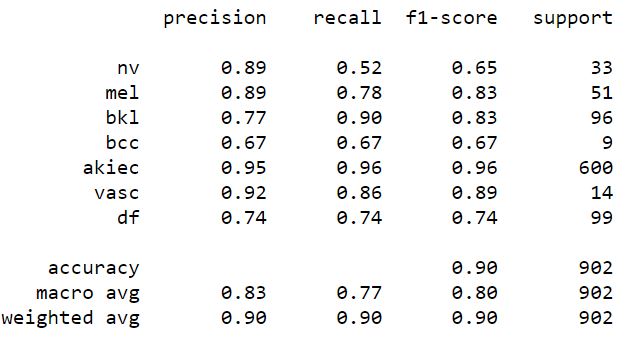 precision recall f1-score support
nv 0.89 0.52 0.65 33
mel 0.89 0.78 0.83 51
bkl 0.77 0.90 0.83 96
bcc 0.67 0.67 0.67 9
akiec 0.95 0.96 0.96 600
vasc 0.92 0.86 0.89 14
df 0.74 0.74 0.74 99
accuracy 0.90 902
macro avg 0.83 0.77 0.80 902
weighted avg 0.90 0.90 0.90 902